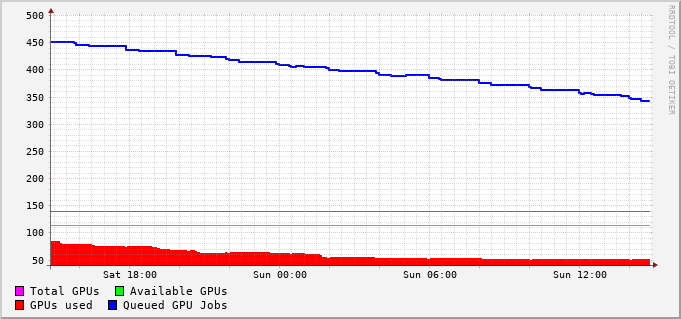 500
450
400
350
300
250
200
150
100
50
Sat 18:00 Sun 00:00 Sun 06:00 Sun 12:00
Total GPUs Available GPUs
GPUs used Queued GPU Jobs
RRDTOOL / TOBI OETIKER